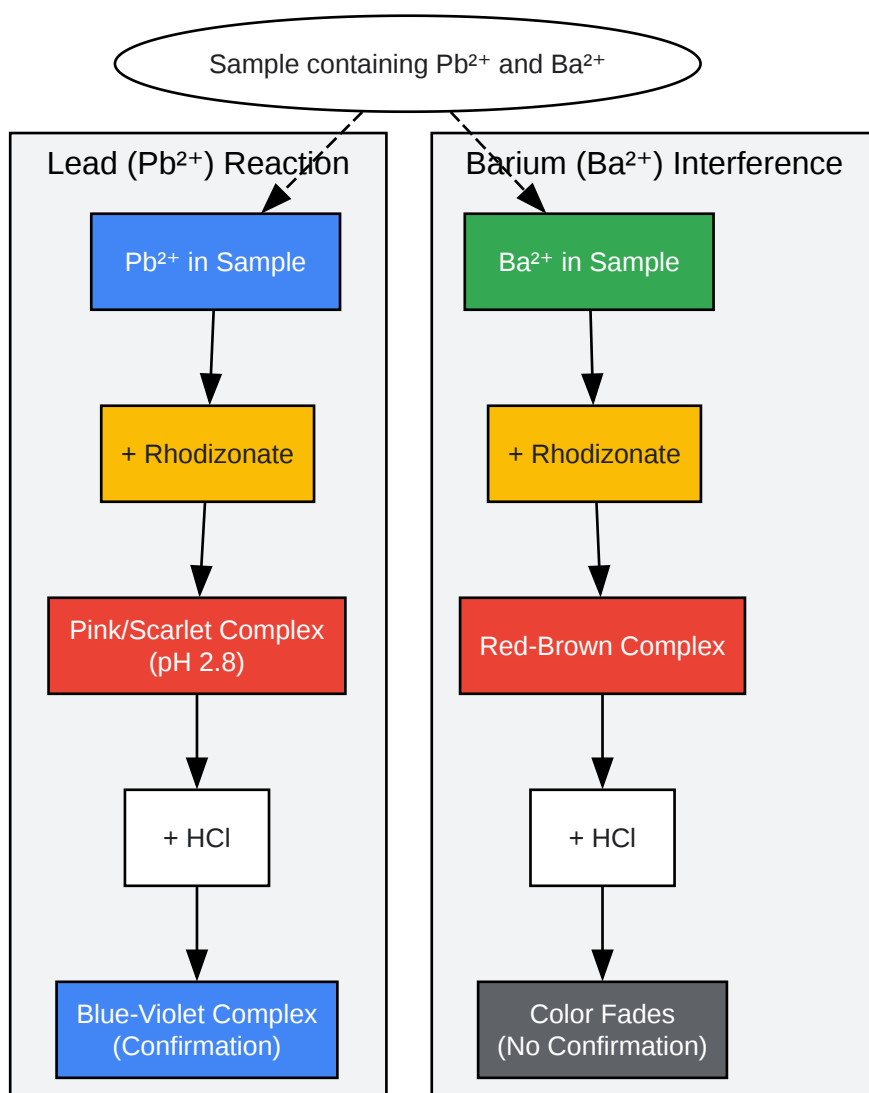 Sample containing Pb²⁺ and Ba²⁺
Lead (Pb²⁺) Reaction
Pb²⁺ in Sample
+ Rhodizonate
Pink/Scarlet Complex
(pH 2.8)
+ HCl
Blue-Violet Complex
(Confirmation)
Barium (Ba²⁺) Interference
Ba²⁺ in Sample
+ Rhodizonate
Red-Brown Complex
+ HCl
Color Fades
(No Confirmation)